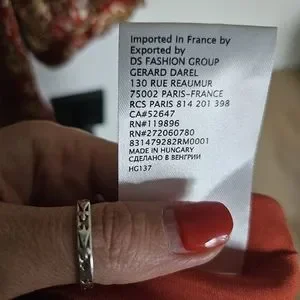 Imported in France by
Exported by
DS FASHION GROUP
GERARD DAREL
130 RUE REAUMUR
75002 PARIS-FRANCE
RCS PARIS 814 201 398
CA#52647
RN#119896
RN#272060780
831479282RM0001
MADE IN HUNGARY
СДЕЛАНО В ВЕНГРИИ
HG137